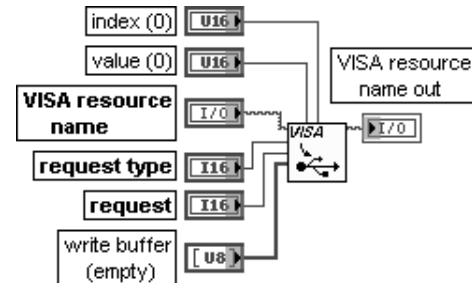 index (0)
U16
value (0)
U16
VISA resource
name
I/O
request type
I16
request
I16
write buffer
(empty)
[U8]
VISA
VISA resource
name out
I/O